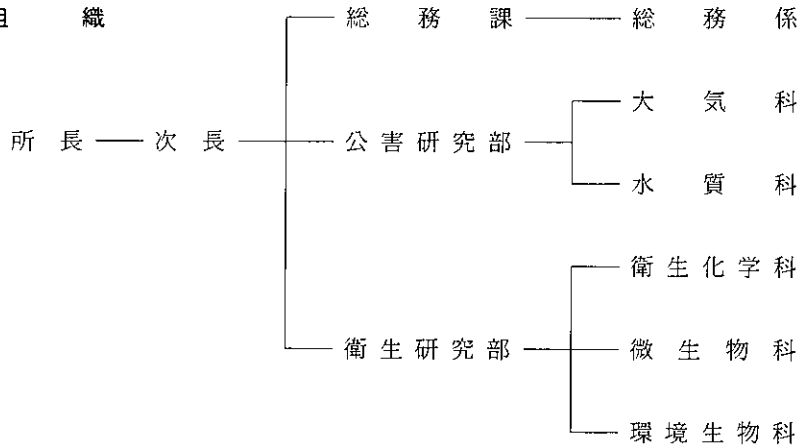 組織
総務課 総務係
大気科
所長 次長 公害研究部
水質科
衛生化学科
衛生研究部 微生物科
環境生物科